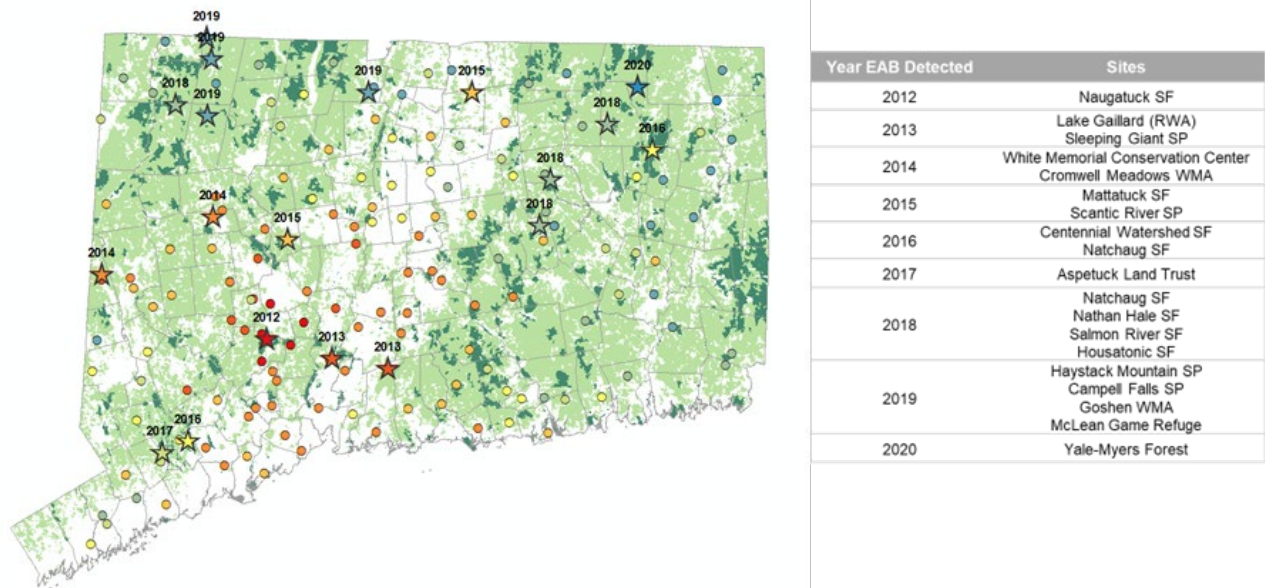 2019
2019
2018
2019
2019
2015
2020
2018
2016
2018
2018
2014
2015
2014
2012
2013
2013
2016
2017
Year EAB Detected Sites
2012 Naugatuck SF
2013 Lake Gaillard (RWA)
Sleeping Giant SP
2014 White Memorial Conservation Center
Cromwell Meadows WMA
2015 Mattatuck SF
Scantic River SP
2016 Centennial Watershed SF
Natchaug SF
2017 Aspetuck Land Trust
2018 Natchaug SF
Nathan Hale SF
Salmon River SF
Housatonic SF
2019 Haystack Mountain SP
Campell Falls SP
Goshen WMA
McLean Game Refuge
2020 Yale-Myers Forest